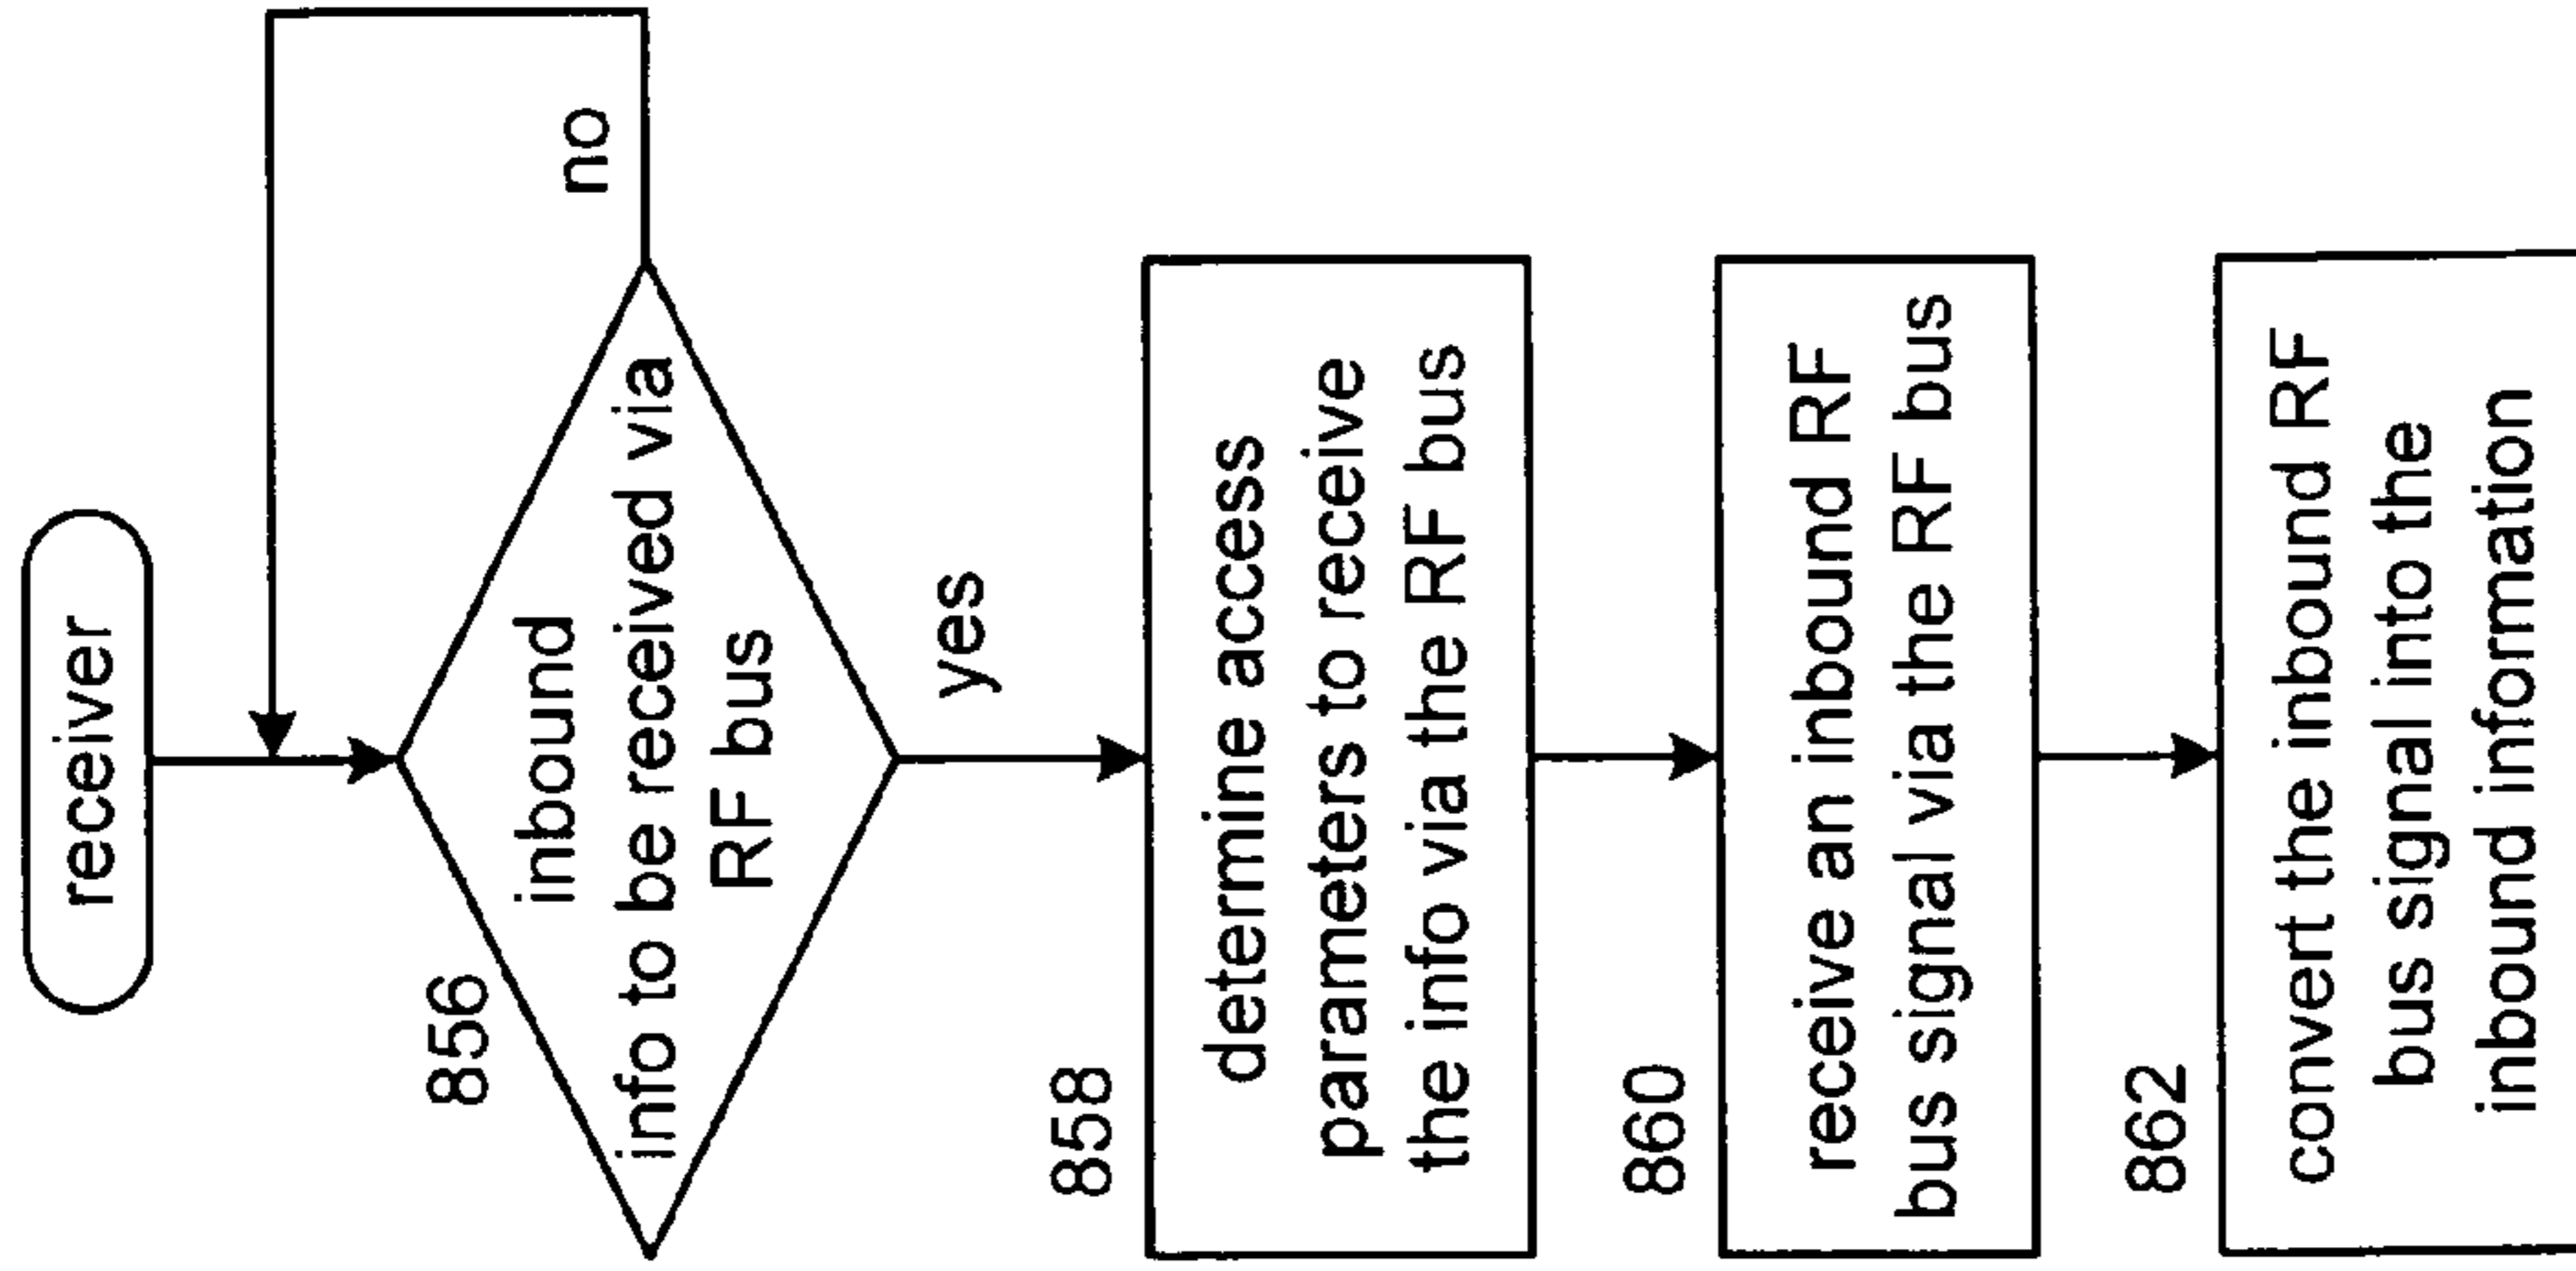 receiver
856
inbound
info to be received via
RF bus
no
yes
858
determine access
parameters to receive
the info via the RF bus
860
receive an inbound RF
bus signal via the RF bus
862
convert the inbound RF
bus signal into the
inbound information